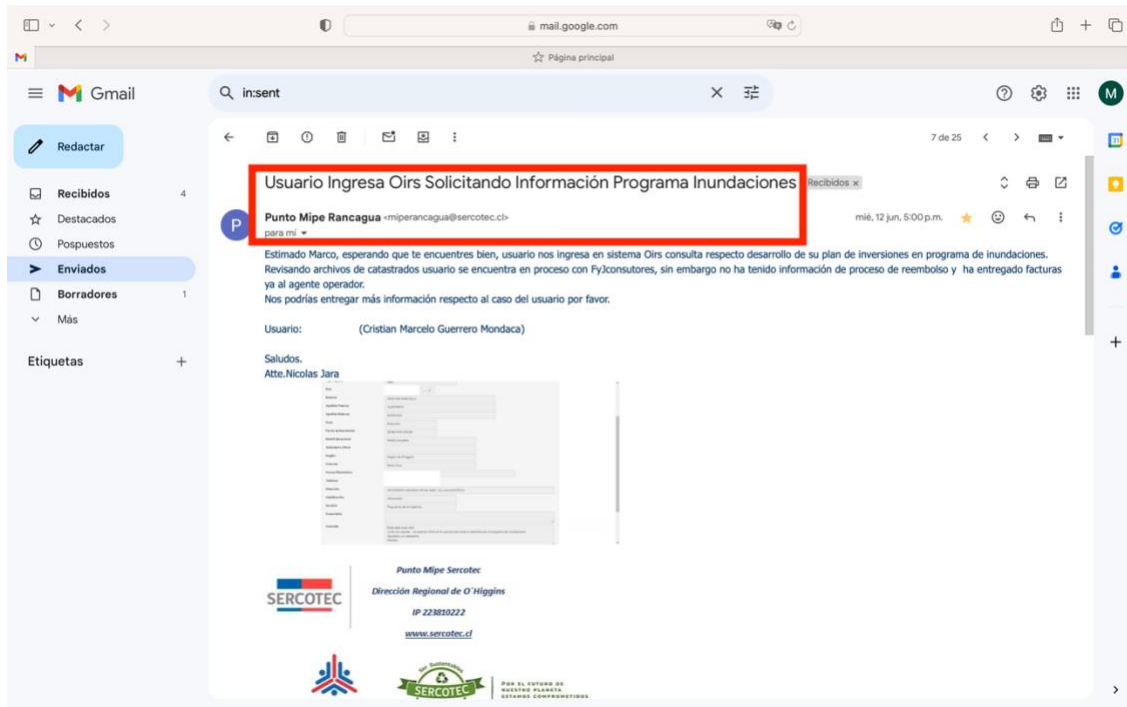 mail.google.com
Página principal
Gmail
in:sent
M
Redactar
7 de 25
Recibidos 4
Destacados
Pospuestos
Enviados
Borradores 1
Más
Etiquetas
Usuario Ingresa Oirs Solicitando Información Programa Inundaciones Recibidos x
P
Punto Mipe Rancagua <miperancagua@sercotec.cl>
mié, 12 jun, 5:00 p.m.
para mí
Estimado Marco, esperando que te encuentres bien, usuario nos ingresa en sistema Oirs consulta respecto desarrollo de su plan de inversiones en programa de inundaciones.
Revisando archivos de catastrados usuario se encuentra en proceso con FyJconsutores, sin embargo no ha tenido información de proceso de reembolso y ha entregado facturas
ya al agente operador.
Nos podrías entregar más información respecto al caso del usuario por favor.
Usuario: (Cristian Marcelo Guerrero Mondaca)
Saludos.
Atte.Nicolas Jara
SERCOTEC
Punto Mipe Sercotec
Dirección Regional de O´Higgins
IP 223810222
www.sercotec.cl
Ser Sustentables
SERCOTEC
POR EL FUTURO DE
NUESTRO PLANETA
ESTAMOS COMPROMETIDOS
31